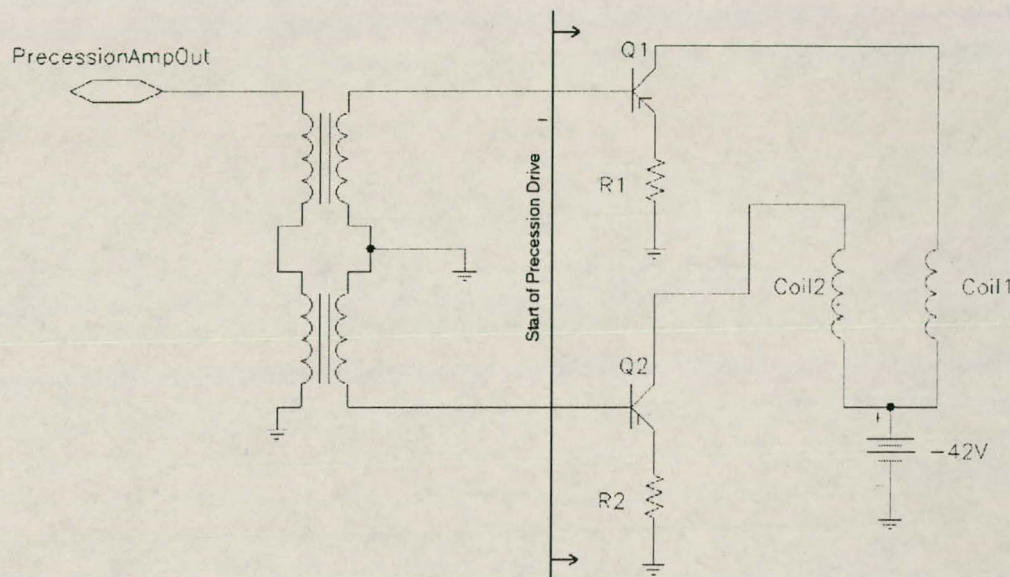 PrecessionAmpOut
Q1
Start of Precession Drive
R1
Coil2
Coil1
Q2
-42V
R2